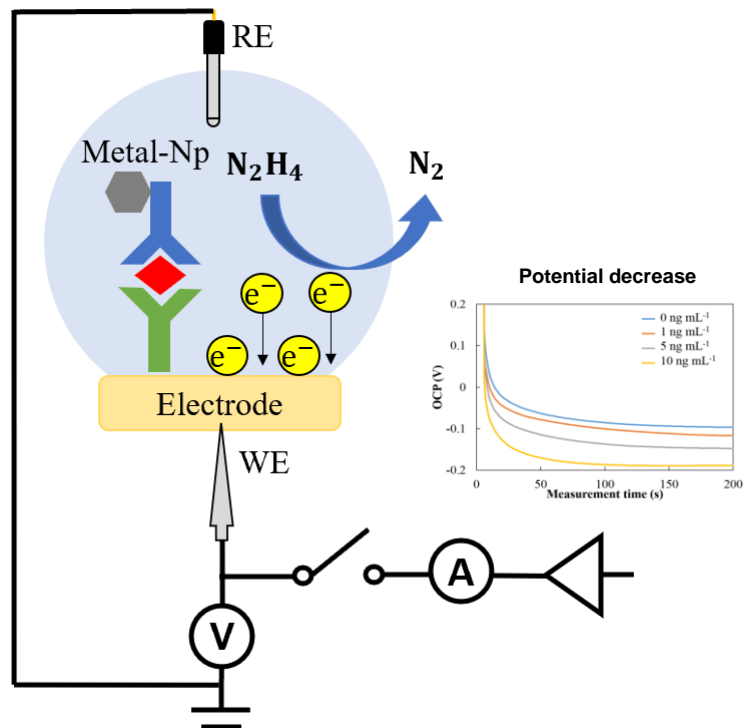 RE
Metal-Np
N₂H₄
N₂
e⁻
e⁻
e⁻
e⁻
Electrode
WE
A
V
Potential decrease
0 ng mL⁻¹
1 ng mL⁻¹
5 ng mL⁻¹
10 ng mL⁻¹
OCP (V)
0.2
0.1
0
-0.1
-0.2
0
50
100
150
200
Measurement time (s)